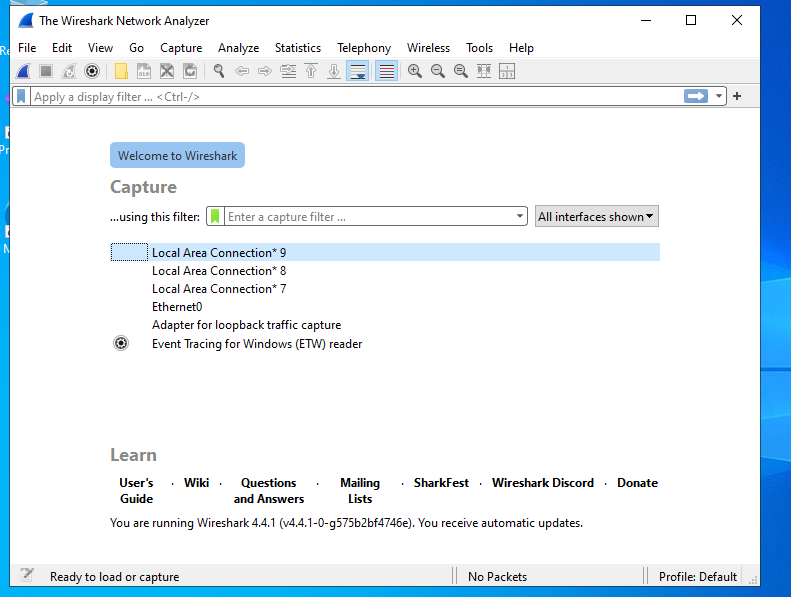 The Wireshark Network Analyzer
File Edit View Go Capture Analyze Statistics Telephony Wireless Tools Help
Apply a display filter ... <Ctrl-/>
Welcome to Wireshark
Capture
...using this filter: Enter a capture filter ... All interfaces shown
Local Area Connection* 9
Local Area Connection* 8
Local Area Connection* 7
Ethernet0
Adapter for loopback traffic capture
Event Tracing for Windows (ETW) reader
Learn
User's Guide · Wiki · Questions and Answers · Mailing Lists · SharkFest · Wireshark Discord · Donate
You are running Wireshark 4.4.1 (v4.4.1-0-g575b2bf4746e). You receive automatic updates.
Ready to load or capture No Packets Profile: Default